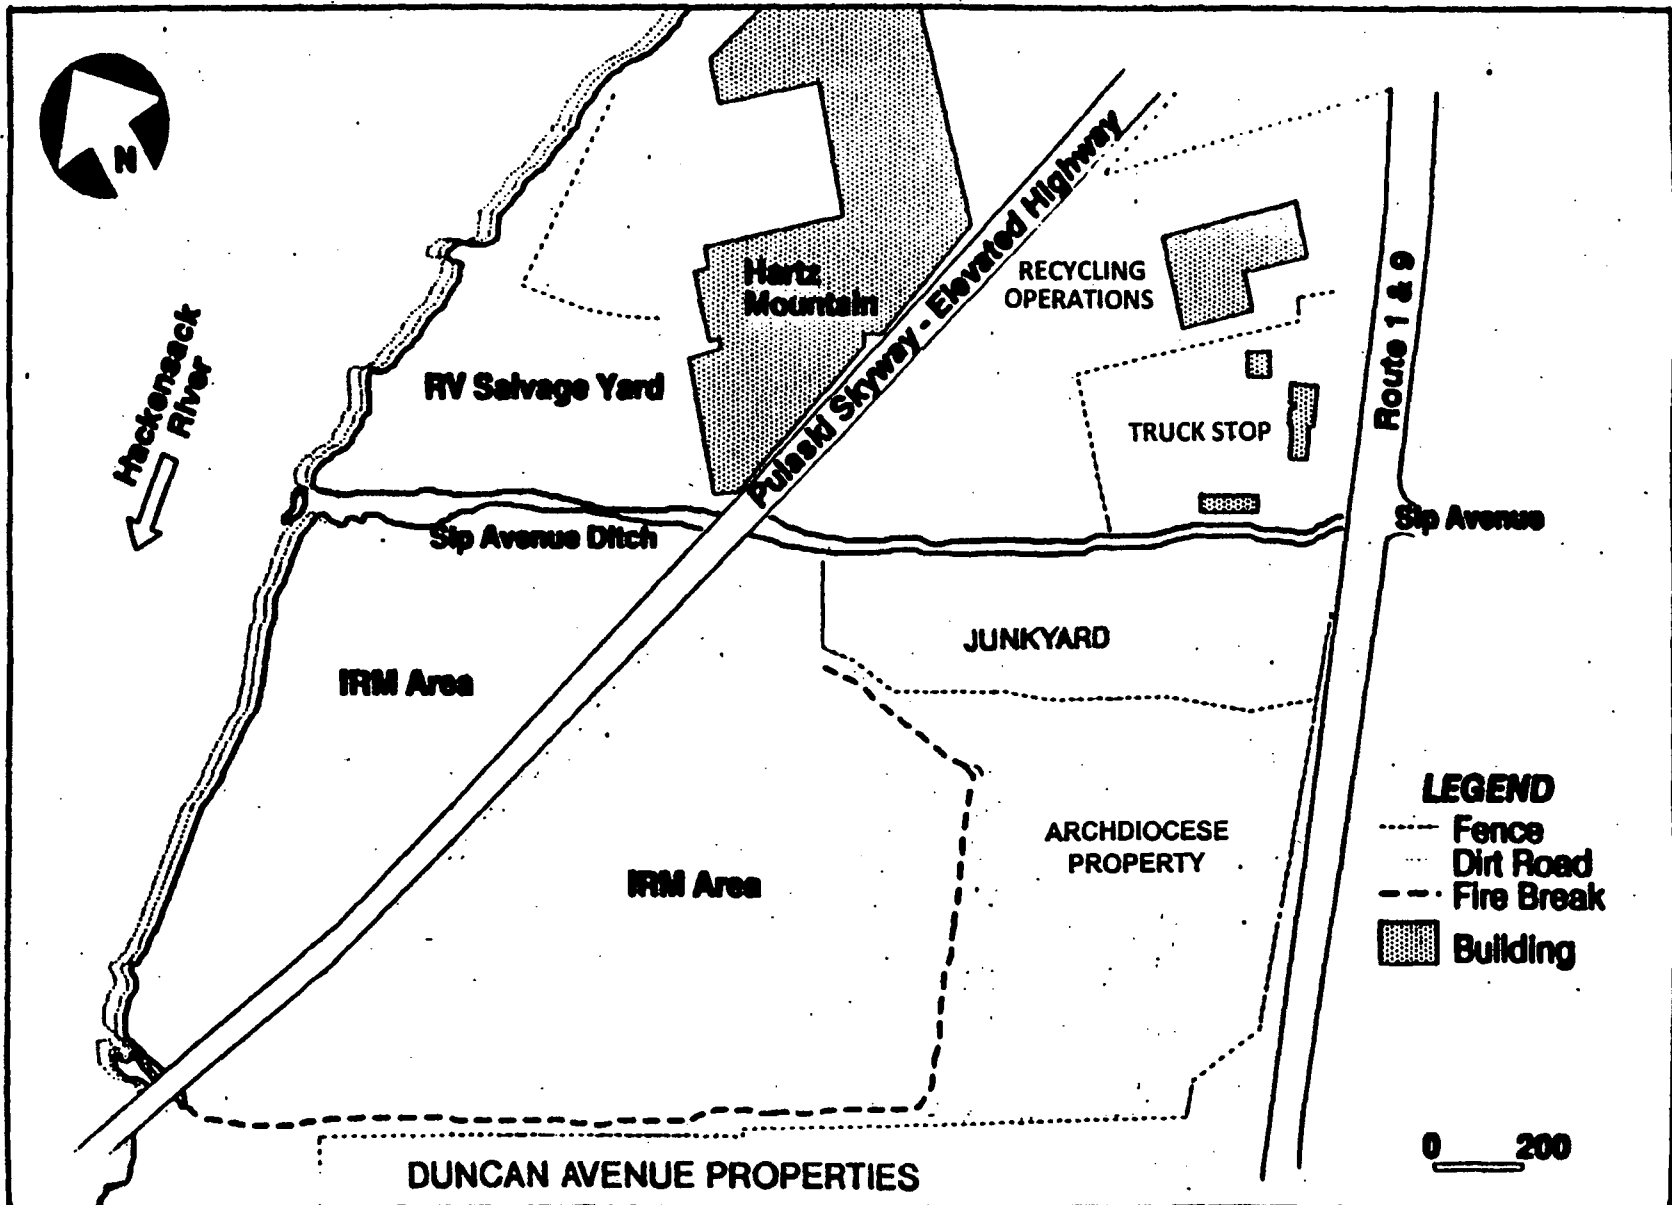 N
Hartz
Mountain
Pulaski Skyway - Elevated Highway
RECYCLING
OPERATIONS
Route 1 & 9
Hackensack
River
RV Salvage Yard
TRUCK STOP
Sip Avenue Ditch
Sip Avenue
JUNKYARD
IRM Area
IRM Area
ARCHDIOCESE
PROPERTY
LEGEND
Fence
Dirt Road
Fire Break
Building
0 200
DUNCAN AVENUE PROPERTIES